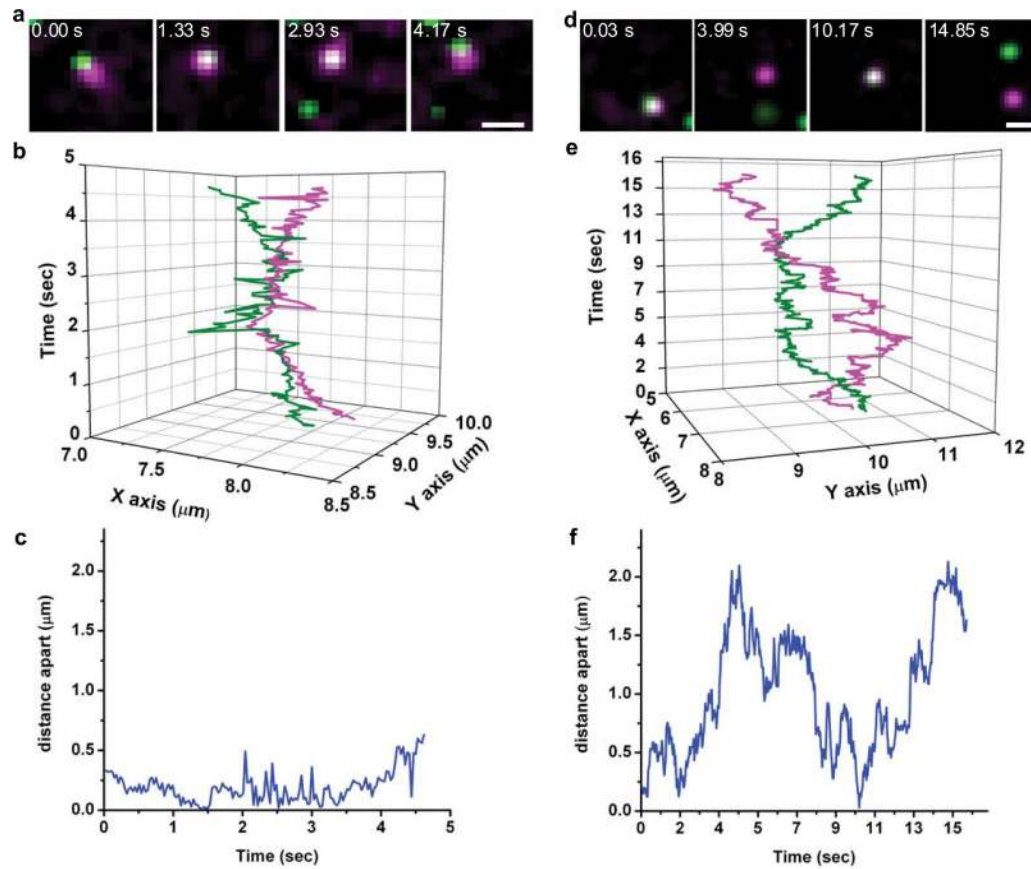 a
0.00 s 1.33 s 2.93 s 4.17 s
b
5
4
3
2
1
0
Time (sec)
7.0 7.5 8.0 8.5
X axis (μm)
8.5 9.0 9.5 10.0
Y axis (μm)
c
2.0
1.5
1.0
0.5
0.0
distance apart (μm)
0 1 2 3 4 5
Time (sec)
d
0.03 s 3.99 s 10.17 s 14.85 s
e
16
15
13
11
9
7
5
4
2
0
Time (sec)
5 6 7 8
X axis (μm)
8 9 10 11 12
Y axis (μm)
f
2.0
1.5
1.0
0.5
0.0
distance apart (μm)
0 2 4 5 7 9 11 13 15
Time (sec)